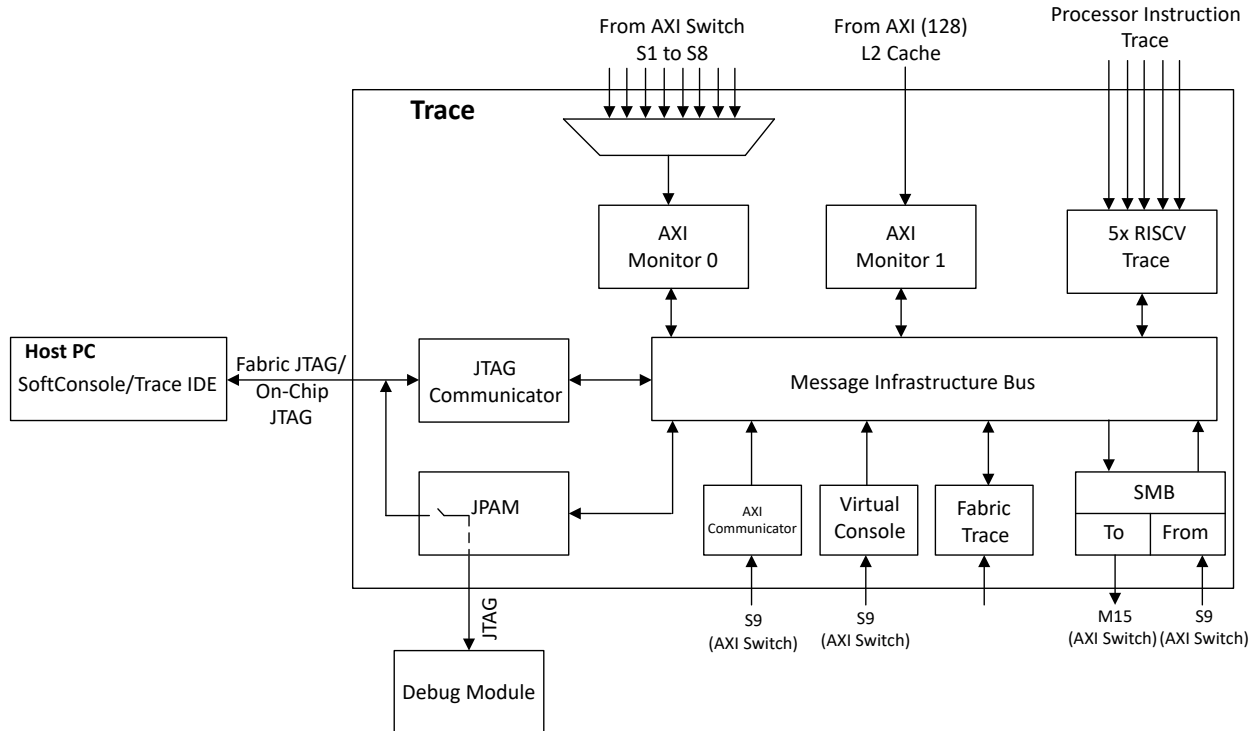 From AXI Switch
S1 to S8
From AXI (128)
L2 Cache
Processor Instruction
Trace
Trace
AXI
Monitor 0
AXI
Monitor 1
5x RISCV
Trace
Host PC
SoftConsole/Trace IDE
Fabric JTAG/
On-Chip
JTAG
JTAG
Communicator
Message Infrastructure Bus
JPAM
AXI
Communicator
Virtual
Console
Fabric
Trace
SMB
To
From
JTAG
S9
(AXI Switch)
S9
(AXI Switch)
M15
(AXI Switch)
S9
(AXI Switch)
Debug Module